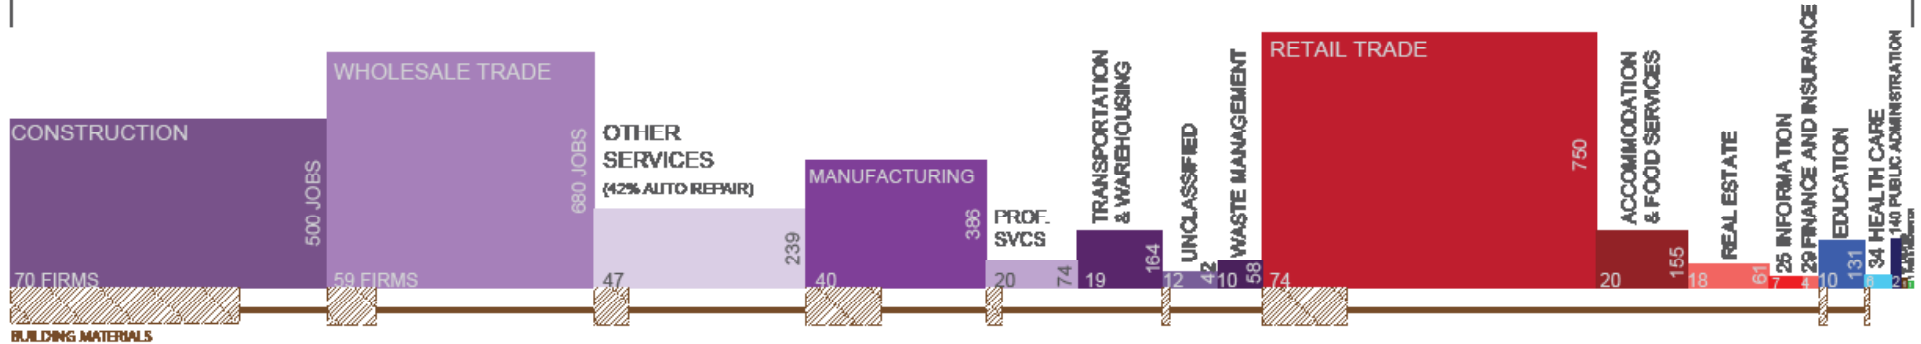 CONSTRUCTION
500 JOBS
70 FIRMS
WHOLESALE TRADE
680 JOBS
59 FIRMS
OTHER
SERVICES
(42% AUTO REPAIR)
239
47
MANUFACTURING
386
40
PROF.
SVCS
20
74
TRANSPORTATION
& WAREHOUSING
164
19
UNCLASSIFIED
12
42
WASTE MANAGEMENT
10
58
RETAIL TRADE
750
74
ACCOMMODATION
& FOOD SERVICES
155
20
REAL ESTATE
61
18
25 INFORMATION
7
29 FINANCE AND INSURANCE
4
EDUCATION
131
10
34 HEALTH CARE
6
140 PUBLIC ADMINISTRATION
2
BUILDING MATERIALS